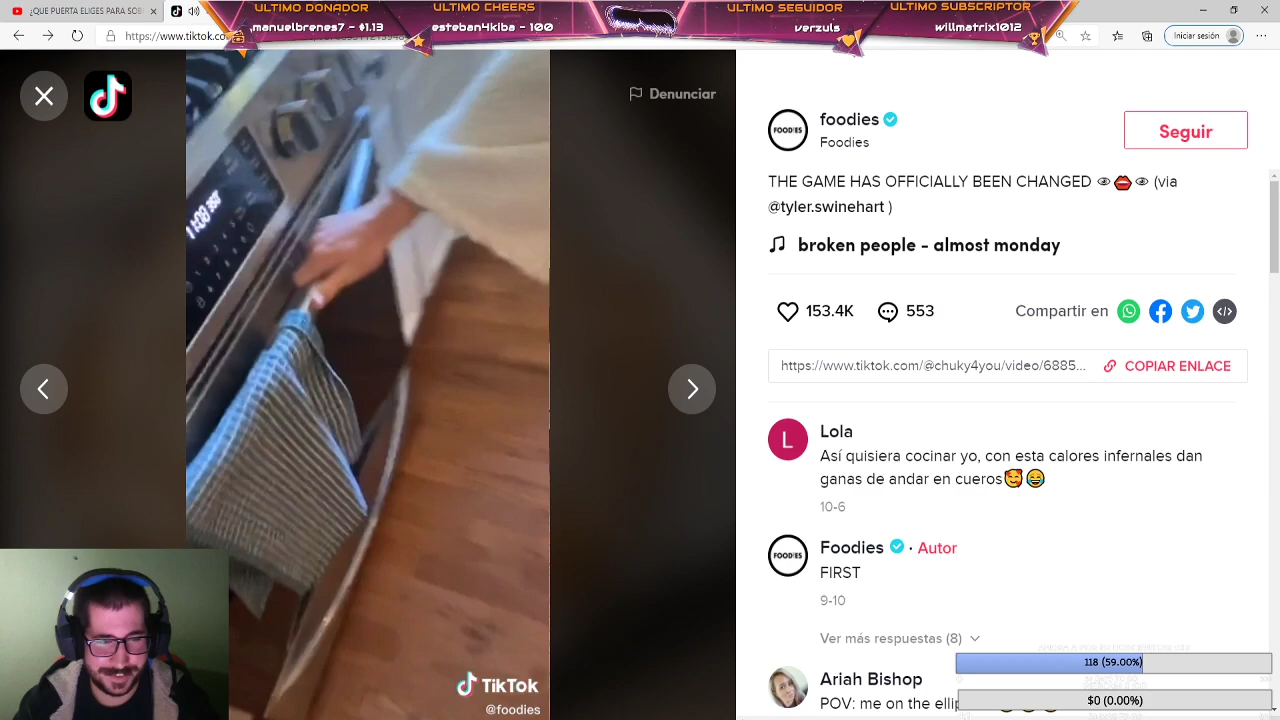 ULTIMO DONADOR
ULTIMO CHEERS
ULTIMO SEGUIDOR
ULTIMO SUBSCRIPTOR
manuelbrenes7 - $1.13
esteban4kiba - 100
verzuls
willmatrix1012
¿QUÉ PUERTA ELIGES PARA SOB
https://www.tiktok.co
Iniciar sesión
Denunciar
foodies
Foodies
Seguir
THE GAME HAS OFFICIALLY BEEN CHANGED 👁👄👁 (via
@tyler.swinehart )
broken people - almost monday
153.4K
553
Compartir en
https://www.tiktok.com/@chuky4you/video/6885...
COPIAR ENLACE
L
Lola
Así quisiera cocinar yo, con esta calores infernales dan
ganas de andar en cueros🥰😂
10-6
FOODIES
Foodies · Autor
FIRST
9-10
Ver más respuestas (8)
118 (59.00%)
Ariah Bishop
$0 (0.00%)
POV: me on the ellip
TikTok
@foodies